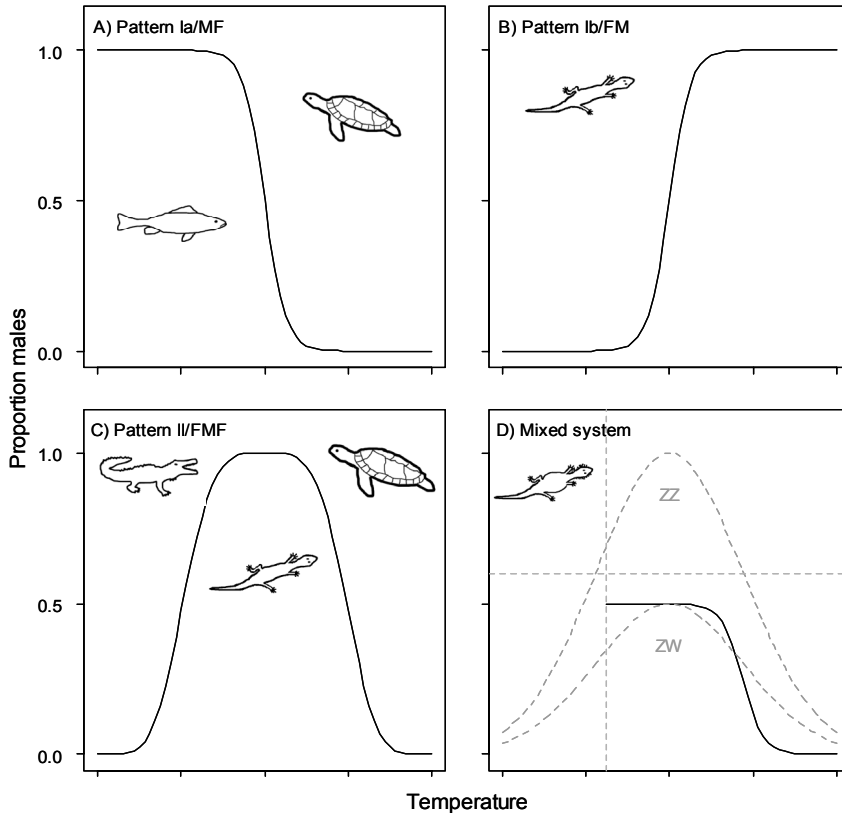 A) Pattern Ia/MF
B) Pattern Ib/FM
1.0
0.5
0.0
Proportion males
C) Pattern II/FMF
D) Mixed system
1.0
0.5
0.0
ZZ
ZW
Temperature